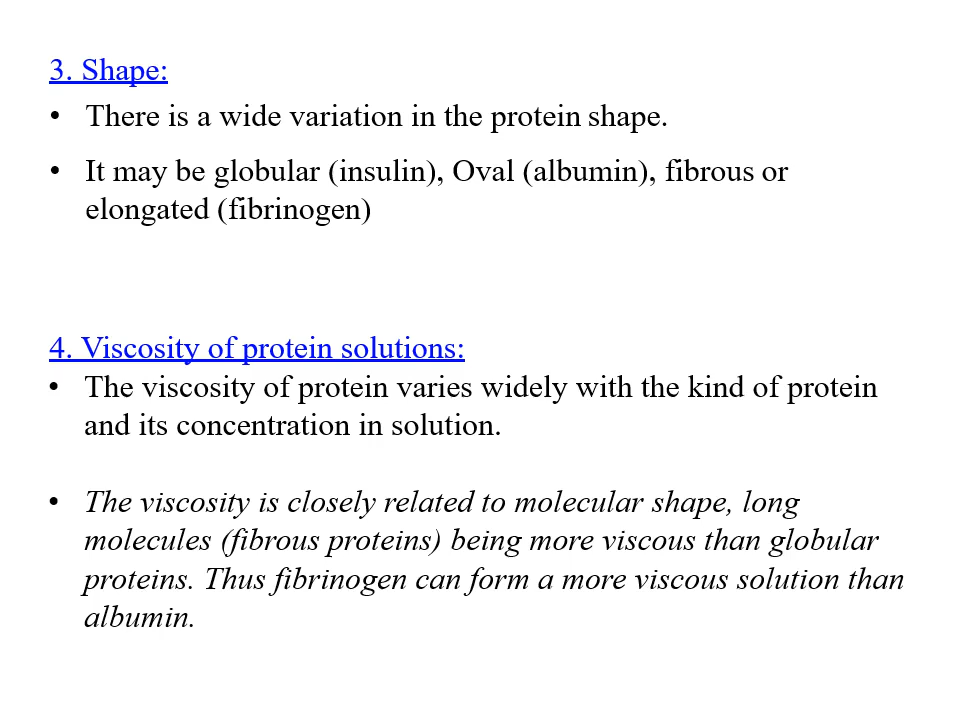 3. Shape:
• There is a wide variation in the protein shape.
• It may be globular (insulin), Oval (albumin), fibrous or
elongated (fibrinogen)
4. Viscosity of protein solutions:
• The viscosity of protein varies widely with the kind of protein
and its concentration in solution.
• The viscosity is closely related to molecular shape, long
molecules (fibrous proteins) being more viscous than globular
proteins. Thus fibrinogen can form a more viscous solution than
albumin.